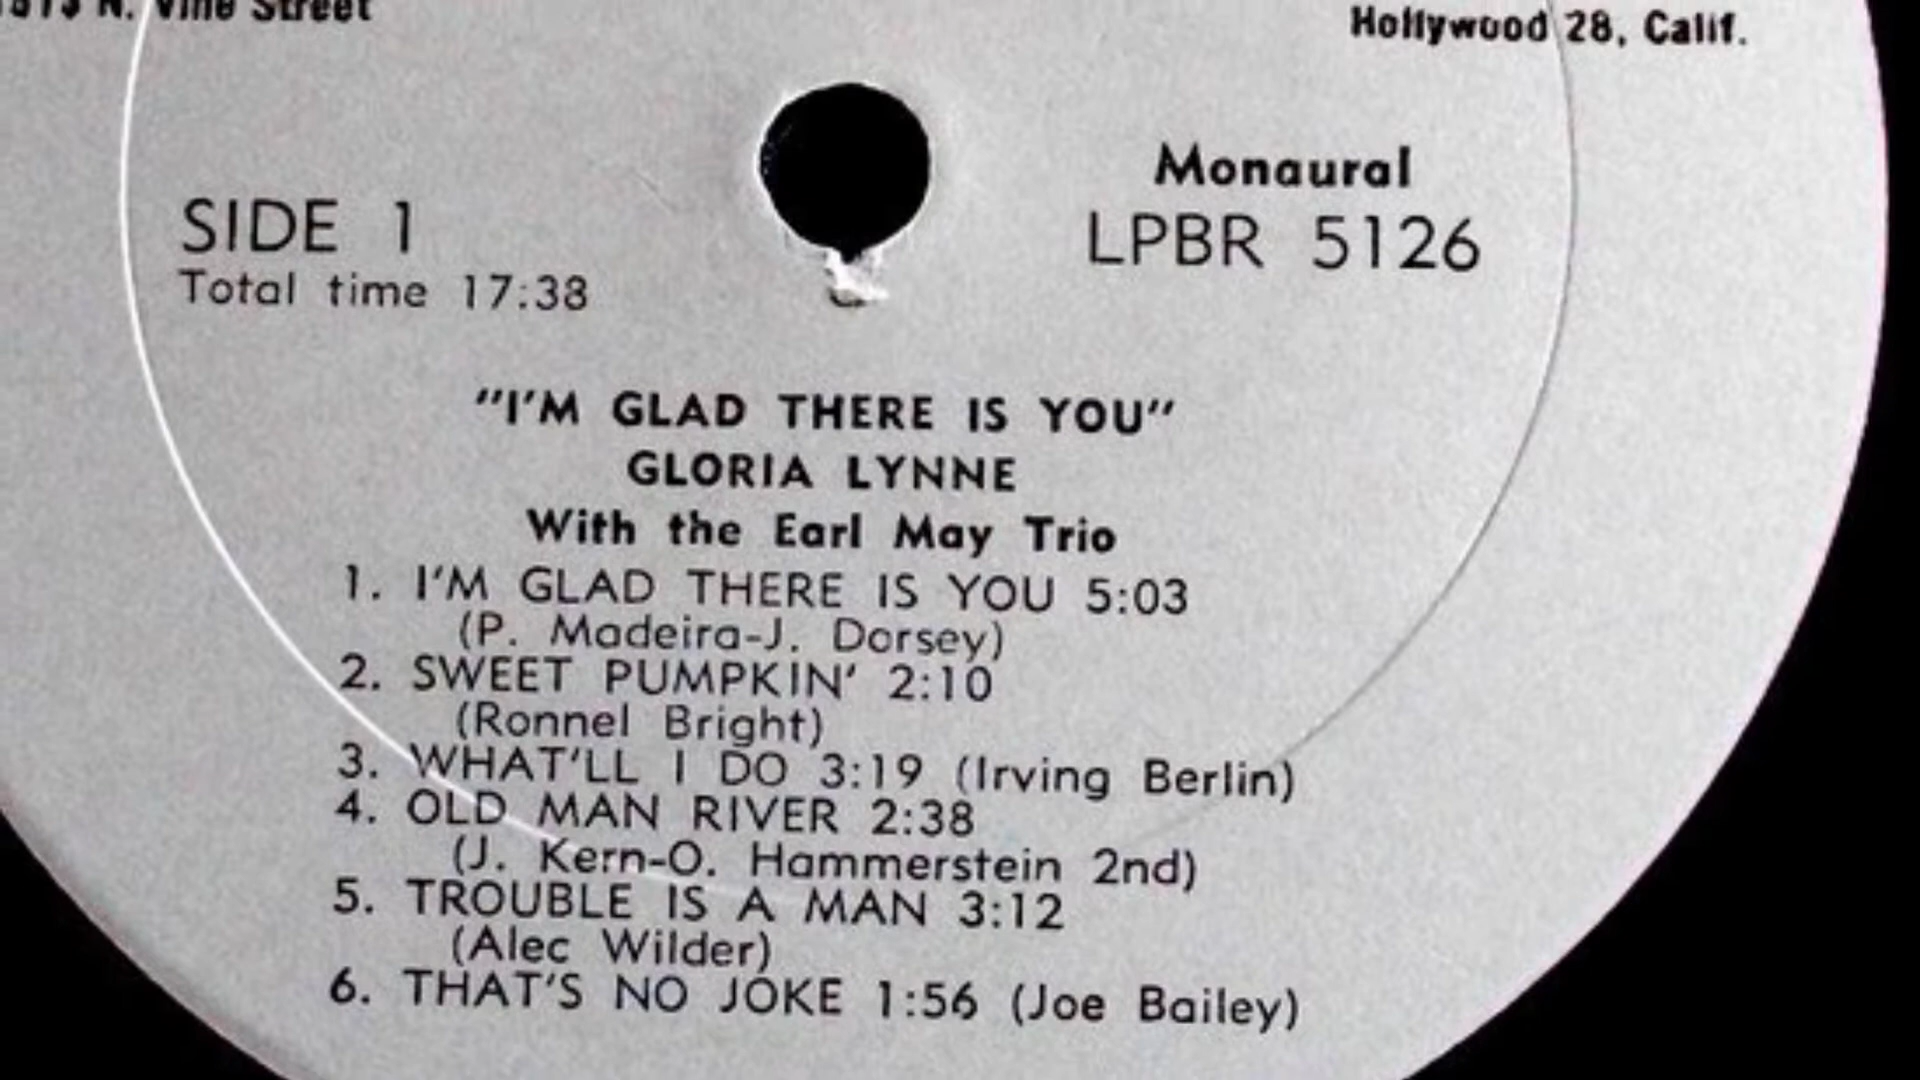 N. Vine Street
Hollywood 28, Calif.
Monaural
SIDE 1
LPBR 5126
Total time 17:38
"I'M GLAD THERE IS YOU"
GLORIA LYNNE
With the Earl May Trio
1. I'M GLAD THERE IS YOU 5:03
(P. Madeira-J. Dorsey)
2. SWEET PUMPKIN' 2:10
(Ronnel Bright)
3. WHAT'LL I DO 3:19 (Irving Berlin)
4. OLD MAN RIVER 2:38
(J. Kern-O. Hammerstein 2nd)
5. TROUBLE IS A MAN 3:12
(Alec Wilder)
6. THAT'S NO JOKE 1:56 (Joe Bailey)